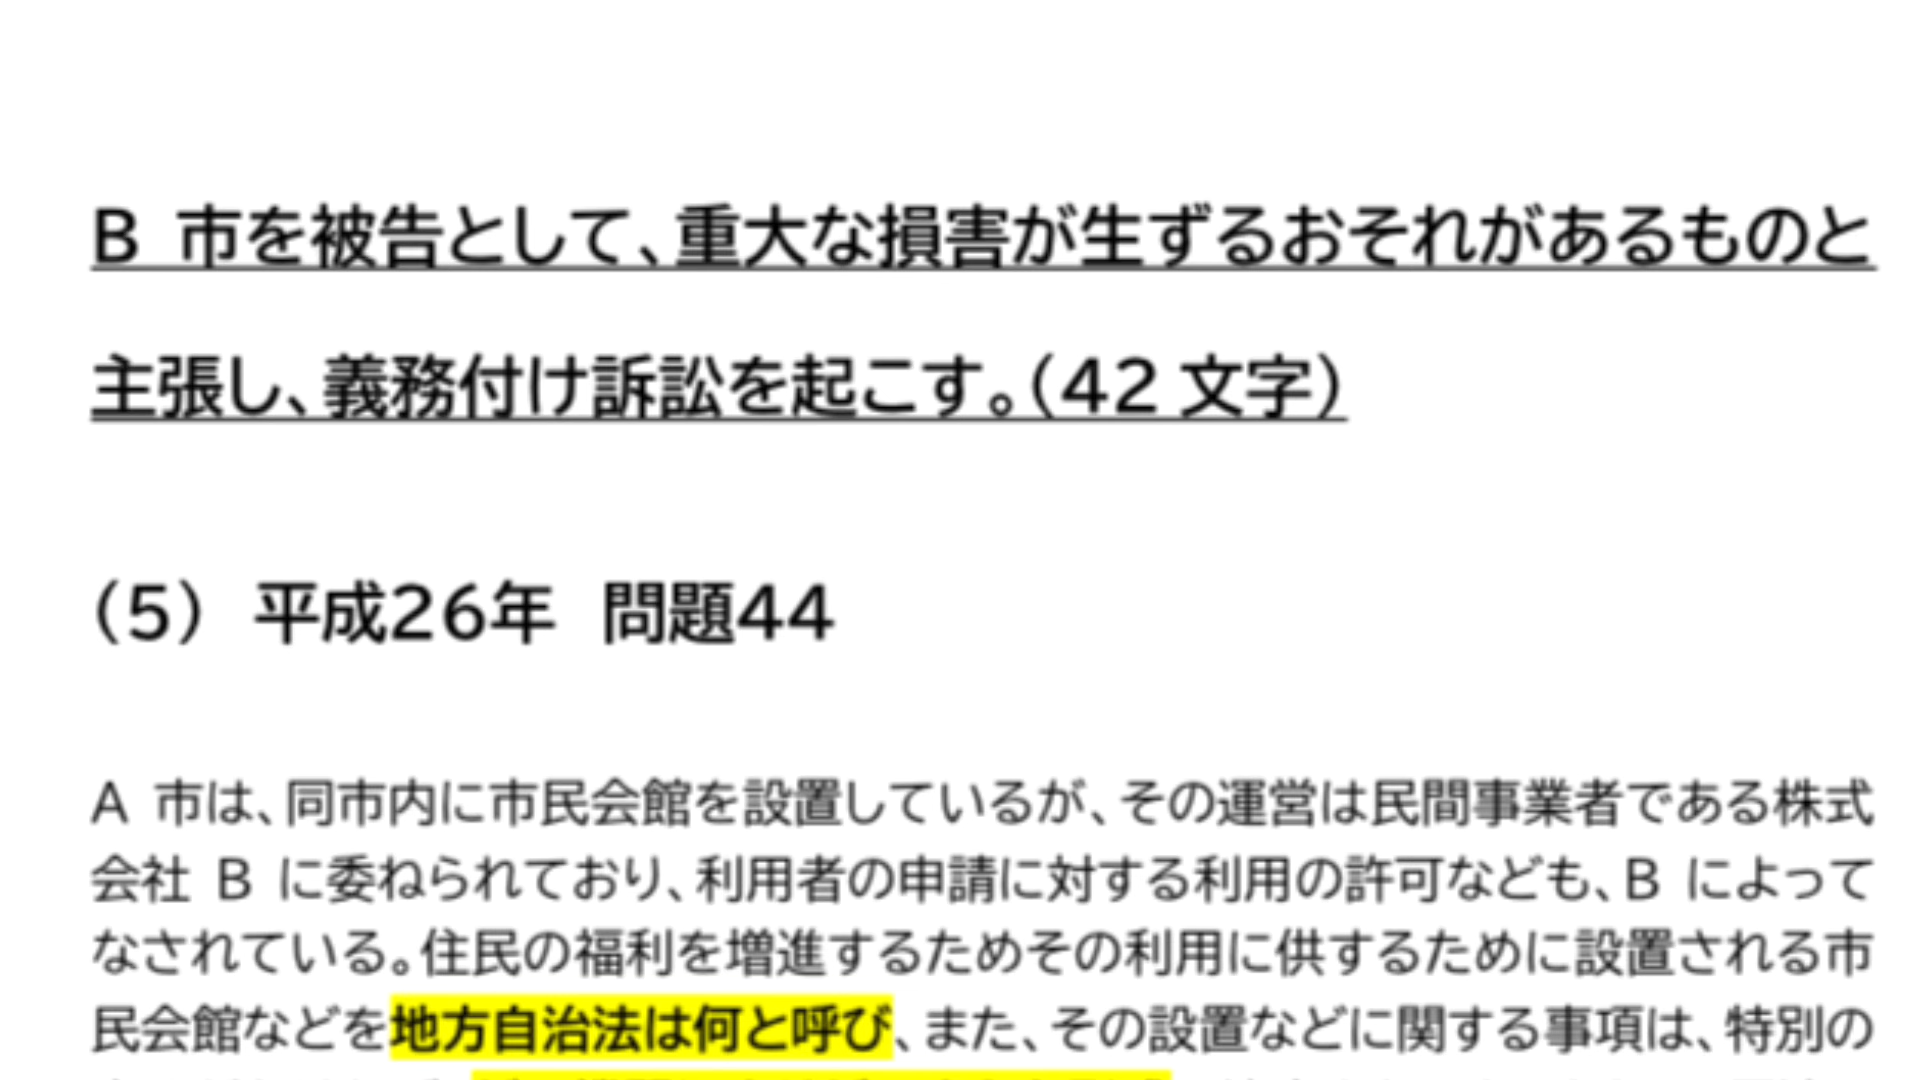 B 市を被告として、重大な損害が生ずるおそれがあるものと
主張し、義務付け訴訟を起こす。（42 文字）
（5） 平成26年 問題44
A 市は、同市内に市民会館を設置しているが、その運営は民間事業者である株式
会社 B に委ねられており、利用者の申請に対する利用の許可なども、B によって
なされている。住民の福利を増進するためその利用に供するために設置される市
民会館などを地方自治法は何と呼び、また、その設置などに関する事項は、特別の